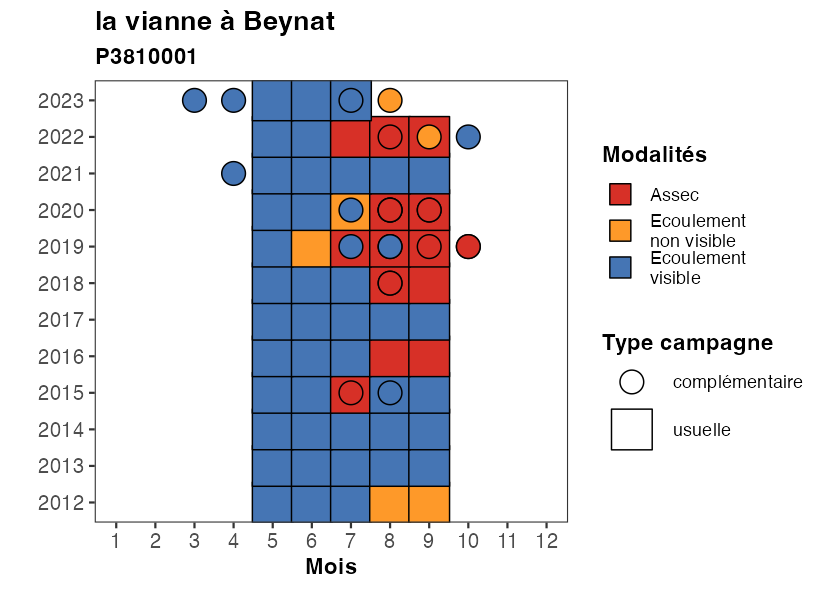 la vianne à Beynat
P3810001
2023
2022
2021
2020
2019
2018
2017
2016
2015
2014
2013
2012
1 2 3 4 5 6 7 8 9 10 11 12
Mois
Modalités
Assec
Ecoulement
non visible
Ecoulement
visible
Type campagne
complémentaire
usuelle